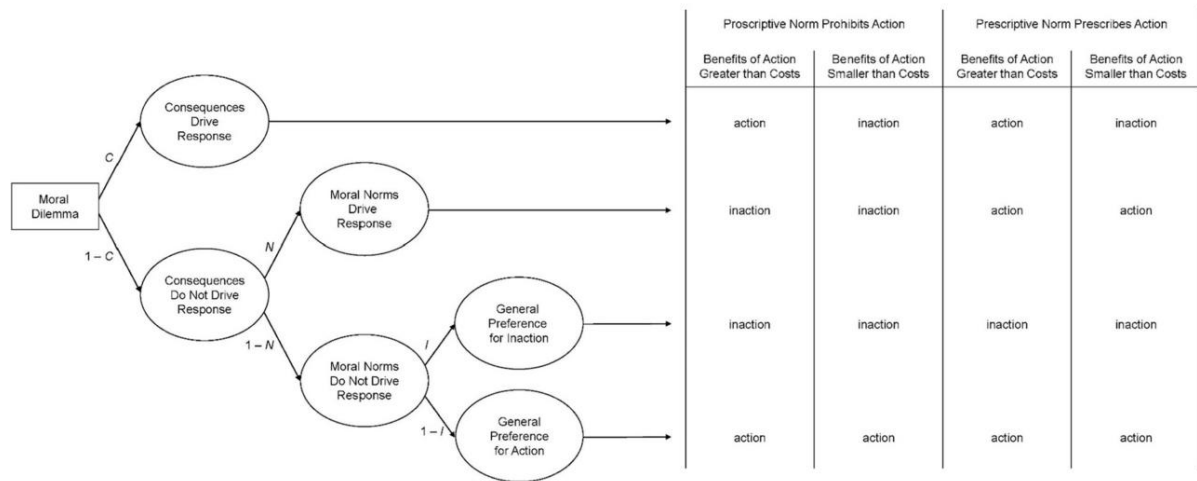 Proscriptive Norm Prohibits Action
Prescriptive Norm Prescribes Action
Benefits of Action
Greater than Costs
Benefits of Action
Smaller than Costs
Benefits of Action
Greater than Costs
Benefits of Action
Smaller than Costs
Consequences
Drive
Response
action
inaction
action
inaction
C
Moral
Dilemma
Moral Norms
Drive
Response
inaction
inaction
action
action
1 – C
N
Consequences
Do Not Drive
Response
General
Preference
for Inaction
inaction
inaction
inaction
inaction
1 – N
I
Moral Norms
Do Not Drive
Response
1 – I
General
Preference
for Action
action
action
action
action